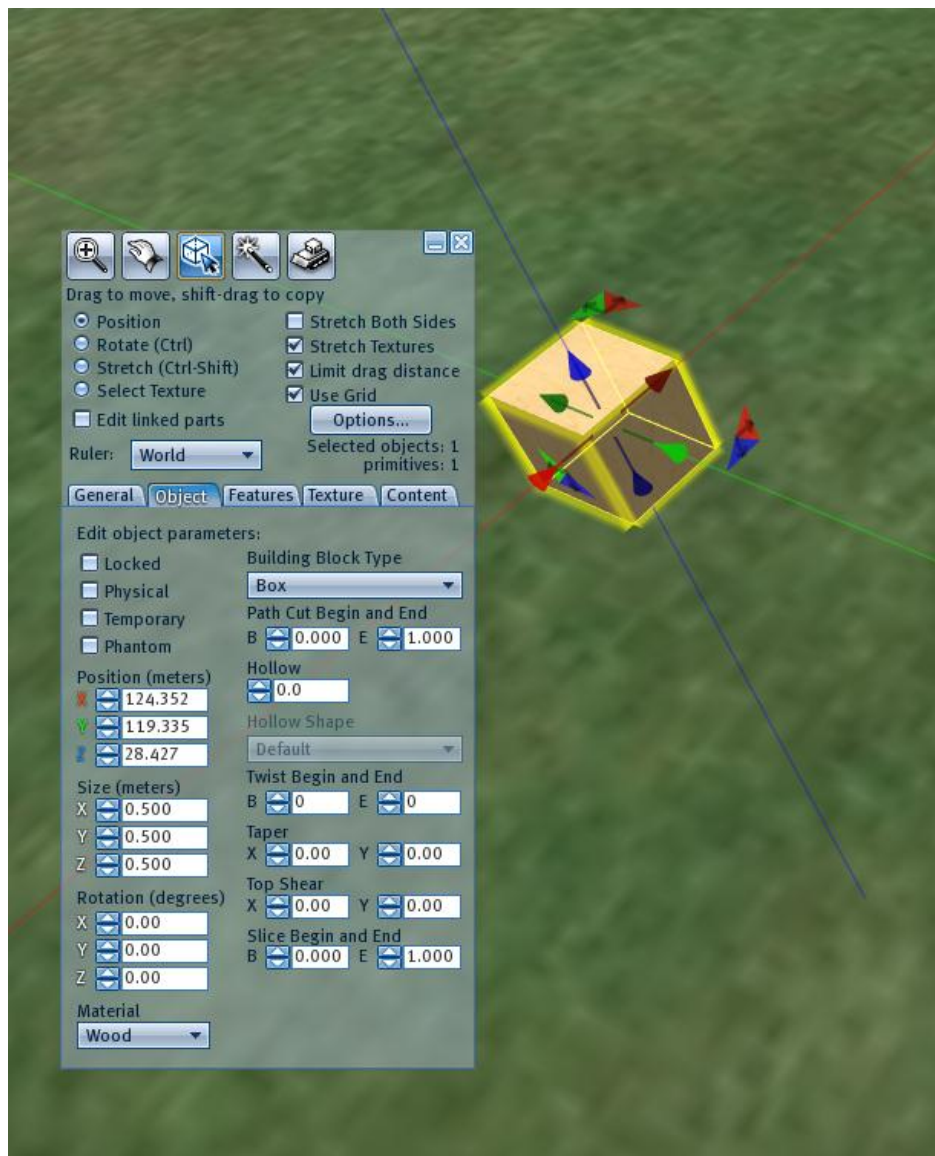 Drag to move, shift-drag to copy
Position
Stretch Both Sides
Rotate (Ctrl)
Stretch Textures
Stretch (Ctrl-Shift)
Limit drag distance
Select Texture
Use Grid
Edit linked parts
Options...
Ruler: World
Selected objects: 1
primitives: 1
General Object Features Texture Content
Edit object parameters:
Locked
Physical
Temporary
Phantom
Position (meters)
X 124.352
Y 119.335
Z 28.427
Size (meters)
X 0.500
Y 0.500
Z 0.500
Rotation (degrees)
X 0.00
Y 0.00
Z 0.00
Material
Wood
Building Block Type
Box
Path Cut Begin and End
B 0.000 E 1.000
Hollow
0.0
Hollow Shape
Default
Twist Begin and End
B 0 E 0
Taper
X 0.00 Y 0.00
Top Shear
X 0.00 Y 0.00
Slice Begin and End
B 0.000 E 1.000